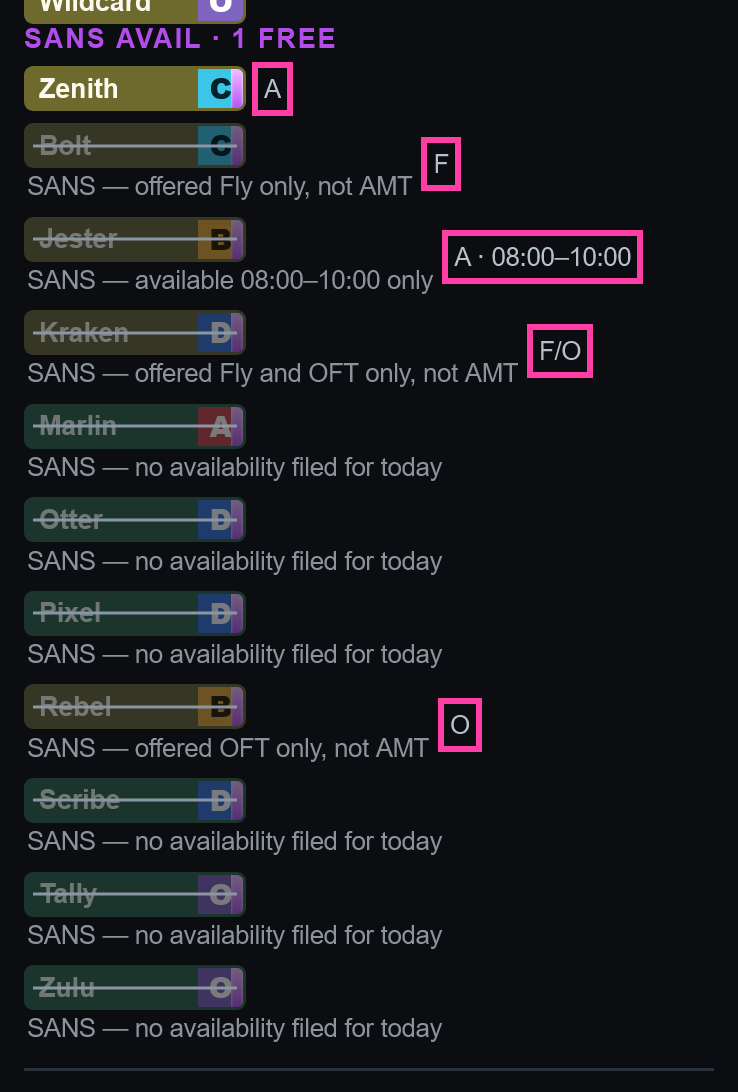 Wildcard O
SANS AVAIL · 1 FREE
Zenith C A
Bolt C F
SANS — offered Fly only, not AMT
Jester B A · 08:00–10:00
SANS — available 08:00–10:00 only
Kraken D F/O
SANS — offered Fly and OFT only, not AMT
Marlin A
SANS — no availability filed for today
Otter D
SANS — no availability filed for today
Pixel D
SANS — no availability filed for today
Rebel B O
SANS — offered OFT only, not AMT
Scribe D
SANS — no availability filed for today
Tally O
SANS — no availability filed for today
Zulu O
SANS — no availability filed for today